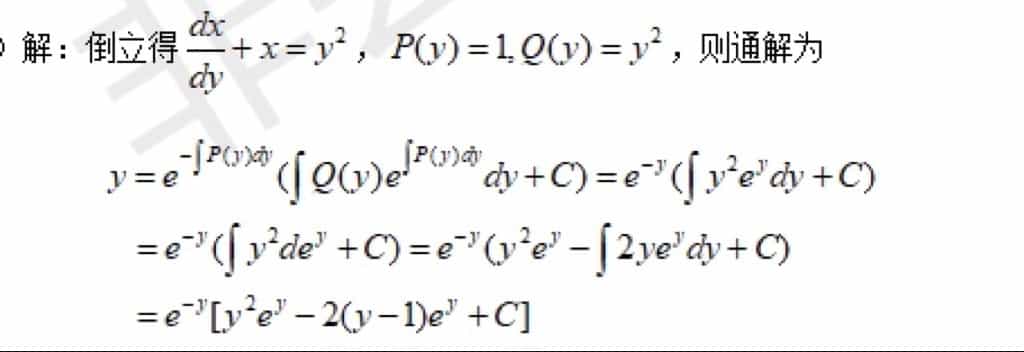 解：倒立得 dx/dy + x = y²，P(y) = 1, Q(y) = y²，则通解为
y = e^{-∫P(y)dy}(∫Q(y)e^{∫P(y)dy}dy + C) = e^{-y}(∫y²e^y dy + C)
= e^{-y}(∫y²de^y + C) = e^{-y}(y²e^y − ∫2ye^y dy + C)
= e^{-y}[y²e^y − 2(y−1)e^y + C]